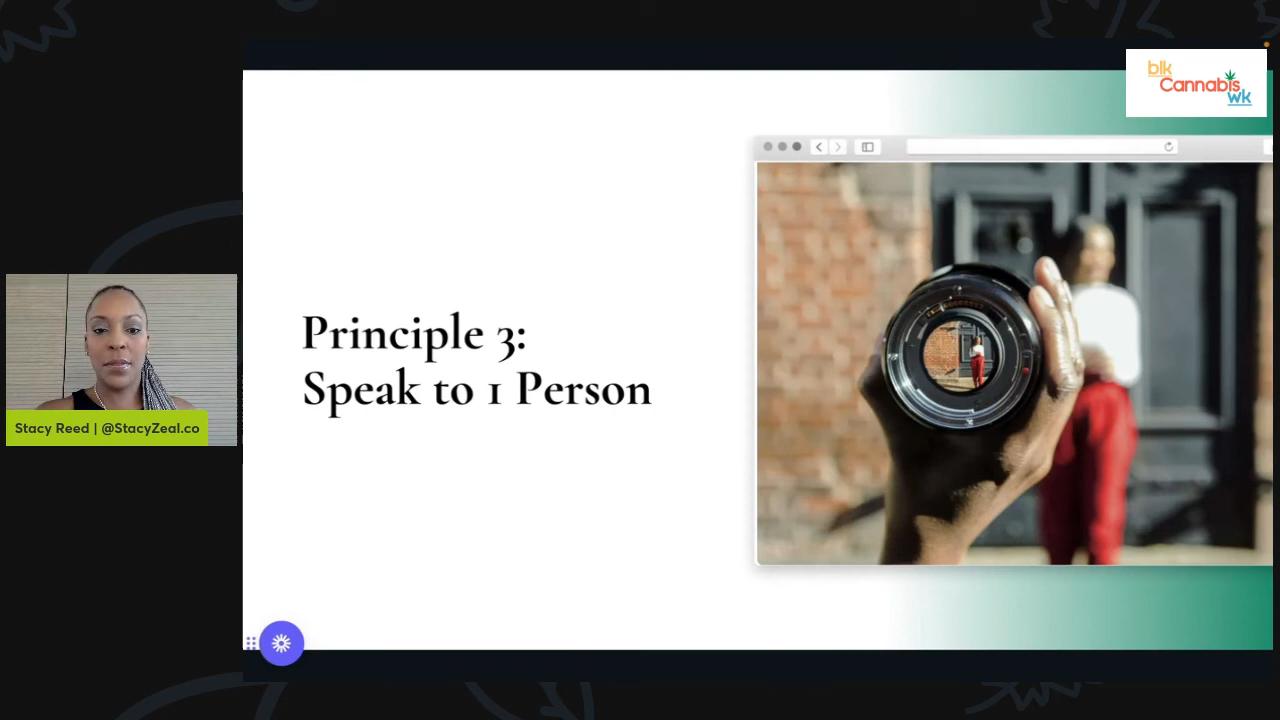 blk
Cannabis
wk
Principle 3:
Speak to 1 Person
Stacy Reed | @StacyZeal.co